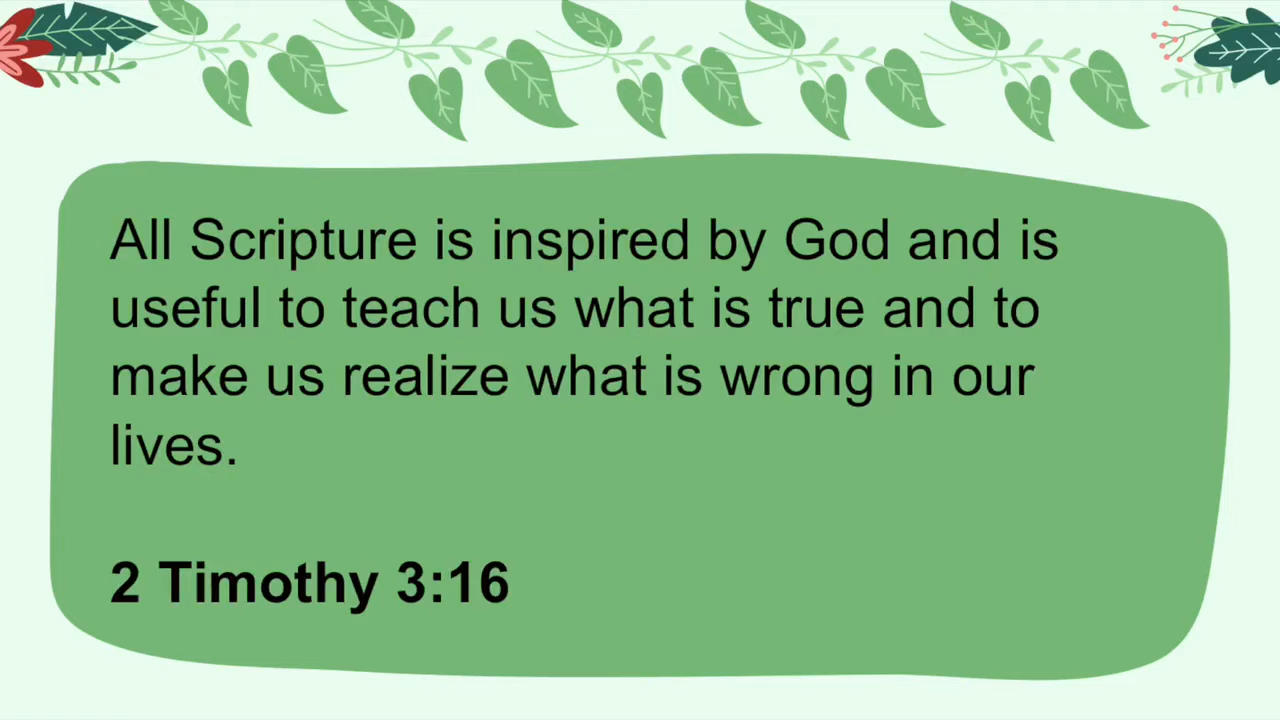 All Scripture is inspired by God and is
useful to teach us what is true and to
make us realize what is wrong in our
lives.
2 Timothy 3:16